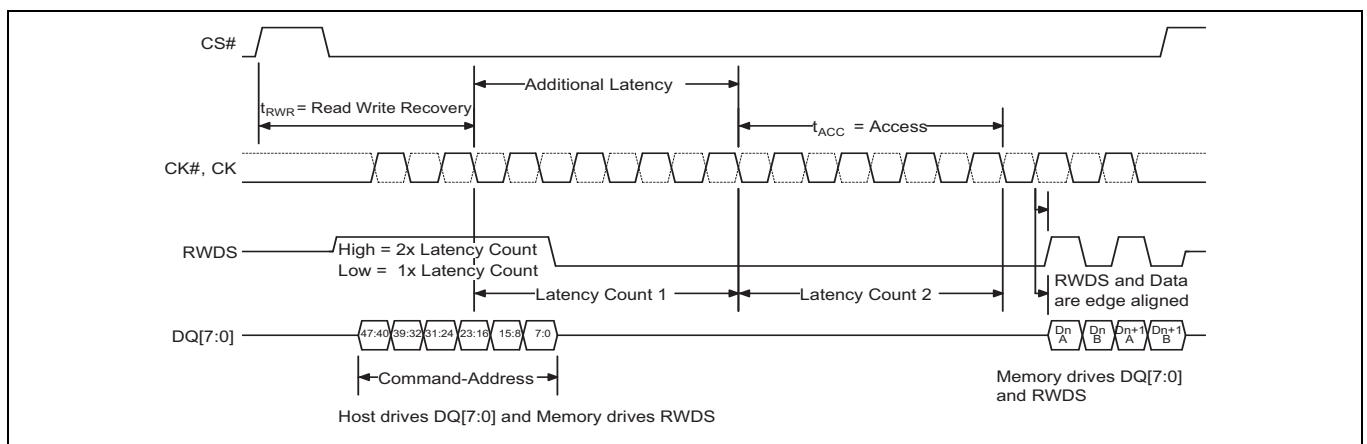 CS#
Additional Latency
tRWR = Read Write Recovery
tACC = Access
CK#, CK
RWDS
High = 2x Latency Count
Low = 1x Latency Count
RWDS and Data
are edge aligned
Latency Count 1
Latency Count 2
DQ[7:0]
47:40 39:32 31:24 23:16 15:8 7:0
Dn A
Dn B
Dn+1 A
Dn+1 B
Command-Address
Memory drives DQ[7:0]
and RWDS
Host drives DQ[7:0] and Memory drives RWDS